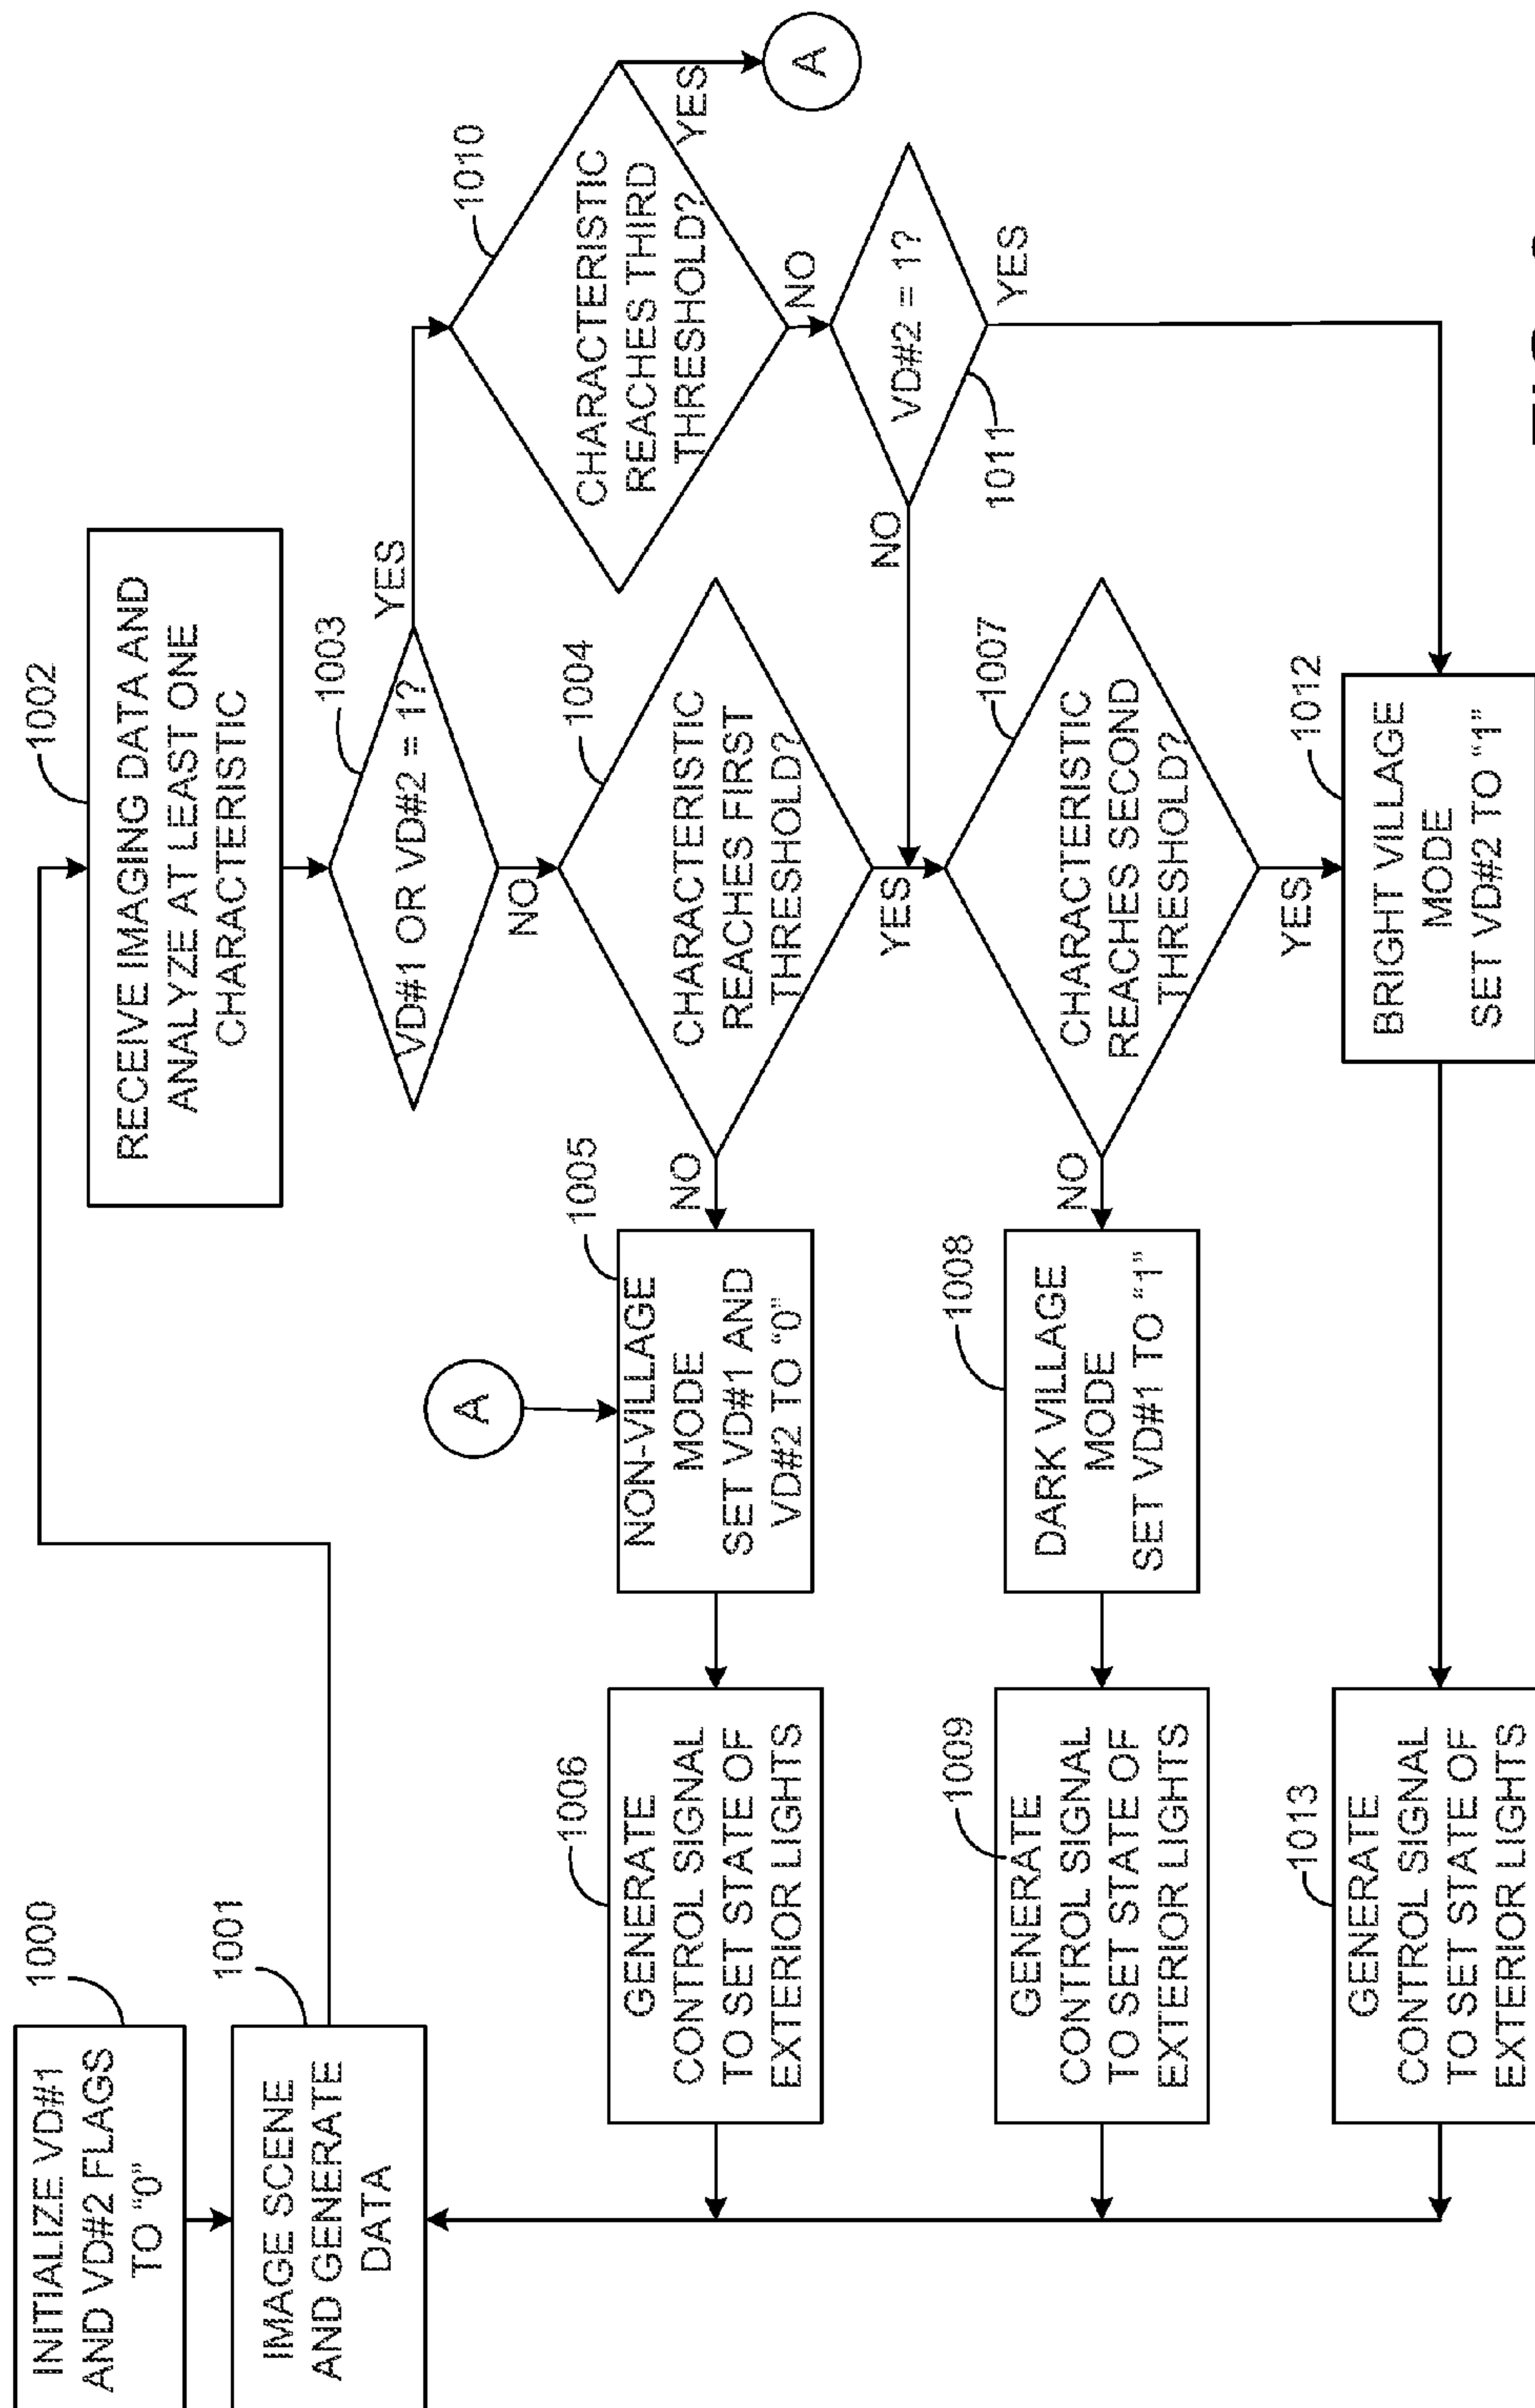 1000
INITIALIZE VD#1
AND VD#2 FLAGS
TO “0”
1001
IMAGE SCENE
AND GENERATE
DATA
1002
RECEIVE IMAGING DATA AND
ANALYZE AT LEAST ONE
CHARACTERISTIC
1003
VD#1 OR VD#2 = 1?
YES
NO
1004
CHARACTERISTIC
REACHES FIRST
THRESHOLD?
NO
YES
1005
NON-VILLAGE
MODE
SET VD#1 AND
VD#2 TO “0”
A
1006
GENERATE
CONTROL SIGNAL
TO SET STATE OF
EXTERIOR LIGHTS
1007
CHARACTERISTIC
REACHES SECOND
THRESHOLD?
NO
YES
1008
DARK VILLAGE
MODE
SET VD#1 TO “1”
1009
GENERATE
CONTROL SIGNAL
TO SET STATE OF
EXTERIOR LIGHTS
1010
CHARACTERISTIC
REACHES THIRD
THRESHOLD?
YES
A
NO
1011
VD#2 = 1?
NO
YES
1012
BRIGHT VILLAGE
MODE
SET VD#2 TO “1”
1013
GENERATE
CONTROL SIGNAL
TO SET STATE OF
EXTERIOR LIGHTS